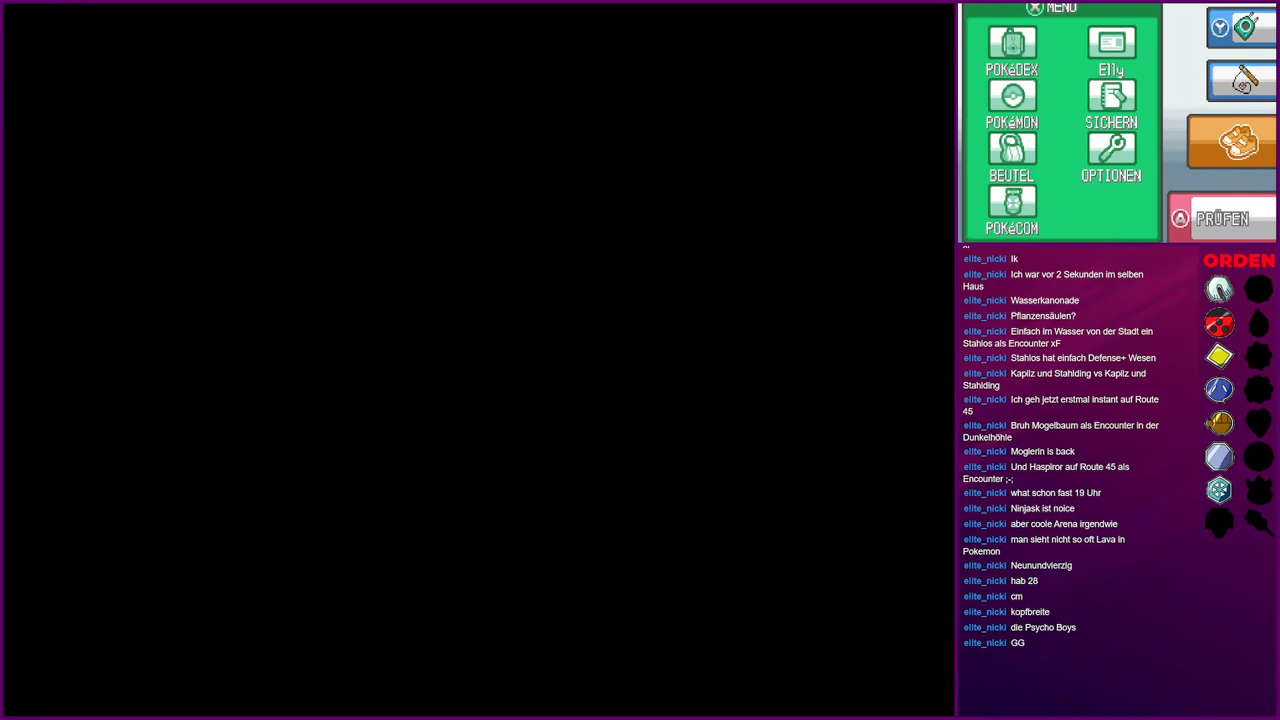 X MENU
POKéDEX
Elly
POKéMON
SICHERN
BEUTEL
OPTIONEN
POKéCOM
Y
A PRÜFEN
ORDEN
elite_nicki Ik
elite_nicki Ich war vor 2 Sekunden im selben
Haus
elite_nicki Wasserkanonade
elite_nicki Pflanzensäulen?
elite_nicki Einfach im Wasser von der Stadt ein
Stahlos als Encounter xF
elite_nicki Stahlos hat einfach Defense+ Wesen
elite_nicki Kapilz und Stahlding vs Kapilz und
Stahlding
elite_nicki Ich geh jetzt erstmal instant auf Route
45
elite_nicki Bruh Mogelbaum als Encounter in der
Dunkelhöhle
elite_nicki Moglerin is back
elite_nicki Und Haspiror auf Route 45 als
Encounter ;-;
elite_nicki what schon fast 19 Uhr
elite_nicki Ninjask ist noice
elite_nicki aber coole Arena irgendwie
elite_nicki man sieht nicht so oft Lava in
Pokemon
elite_nicki Neunundvierzig
elite_nicki hab 28
elite_nicki cm
elite_nicki kopfbreite
elite_nicki die Psycho Boys
elite_nicki GG